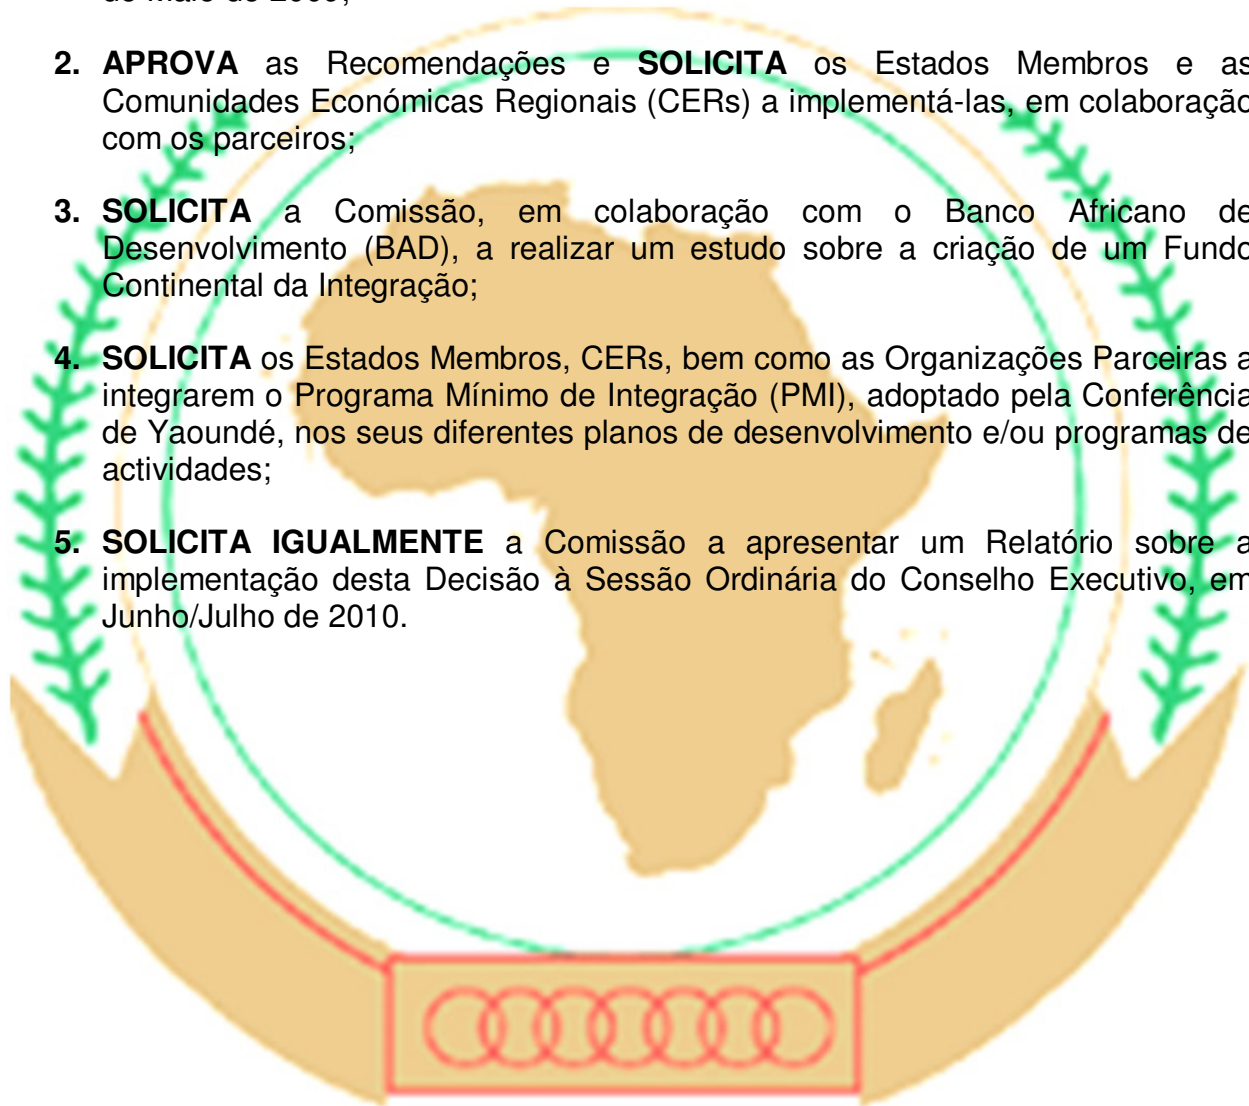 de Maio de 2009;
2. APROVA as Recomendações e SOLICITA os Estados Membros e as
Comunidades Económicas Regionais (CERs) a implementá-las, em colaboração
com os parceiros;
3. SOLICITA a Comissão, em colaboração com o Banco Africano de
Desenvolvimento (BAD), a realizar um estudo sobre a criação de um Fundo
Continental da Integração;
4. SOLICITA os Estados Membros, CERs, bem como as Organizações Parceiras a
integrarem o Programa Mínimo de Integração (PMI), adoptado pela Conferência
de Yaoundé, nos seus diferentes planos de desenvolvimento e/ou programas de
actividades;
5. SOLICITA IGUALMENTE a Comissão a apresentar um Relatório sobre a
implementação desta Decisão à Sessão Ordinária do Conselho Executivo, em
Junho/Julho de 2010.